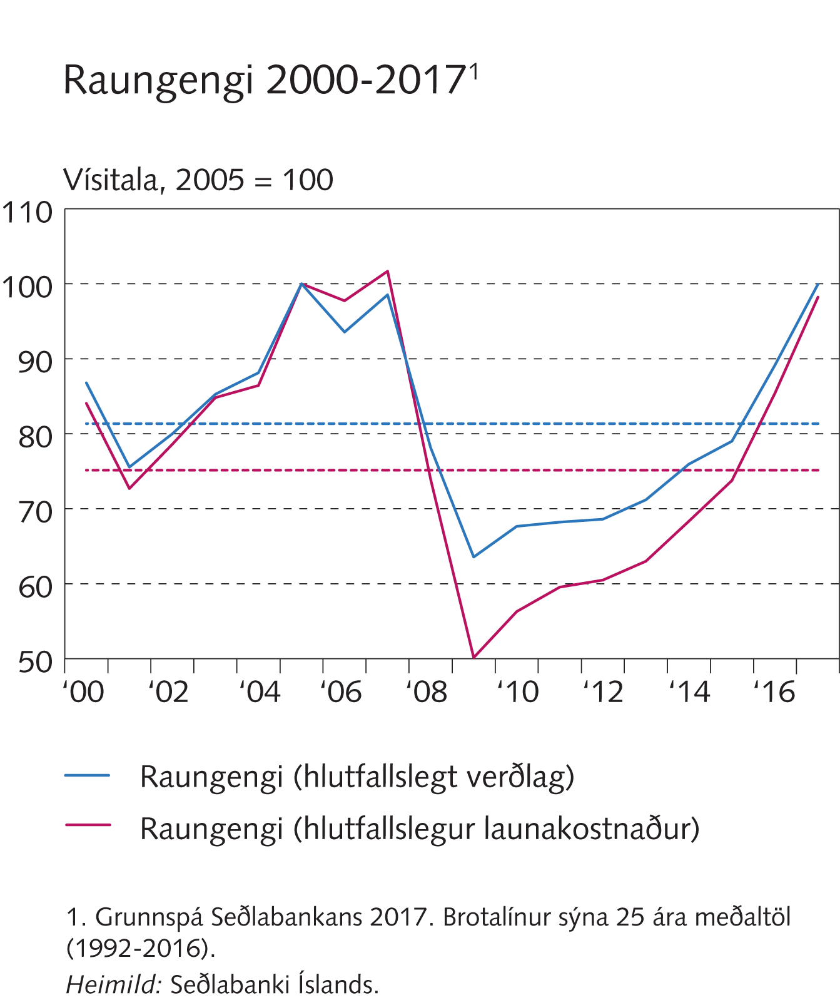 Raungengi 2000-2017¹
Vísitala, 2005 = 100
110
100
90
80
70
60
50
‘00 ‘02 ‘04 ‘06 ‘08 ‘10 ‘12 ‘14 ‘16
Raungengi (hlutfallslegt verðlag)
Raungengi (hlutfallslegur launakostnaður)
1. Grunnspá Seðlabankans 2017. Brotalínur sýna 25 ára meðaltöl
(1992-2016).
Heimild: Seðlabanki Íslands.